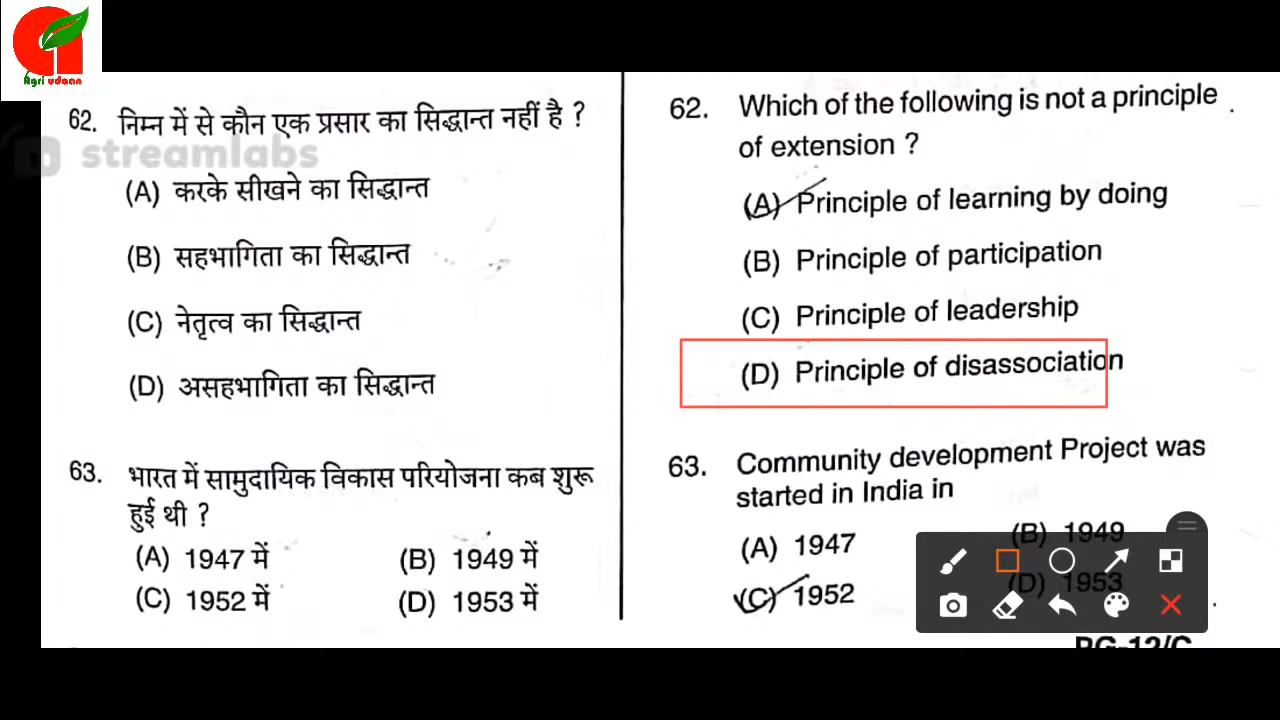 Agri udaan
streamlabs
62. निम्न में से कौन एक प्रसार का सिद्धान्त नहीं है ?
(A) करके सीखने का सिद्धान्त
(B) सहभागिता का सिद्धान्त
(C) नेतृत्व का सिद्धान्त
(D) असहभागिता का सिद्धान्त
63. भारत में सामुदायिक विकास परियोजना कब शुरू
हुई थी ?
(A) 1947 में (B) 1949 में
(C) 1952 में (D) 1953 में
62. Which of the following is not a principle
of extension ?
(A) Principle of learning by doing
(B) Principle of participation
(C) Principle of leadership
(D) Principle of disassociation
63. Community development Project was
started in India in
(A) 1947 (B) 1949
(C) 1952 (D) 1953
PG-12/C